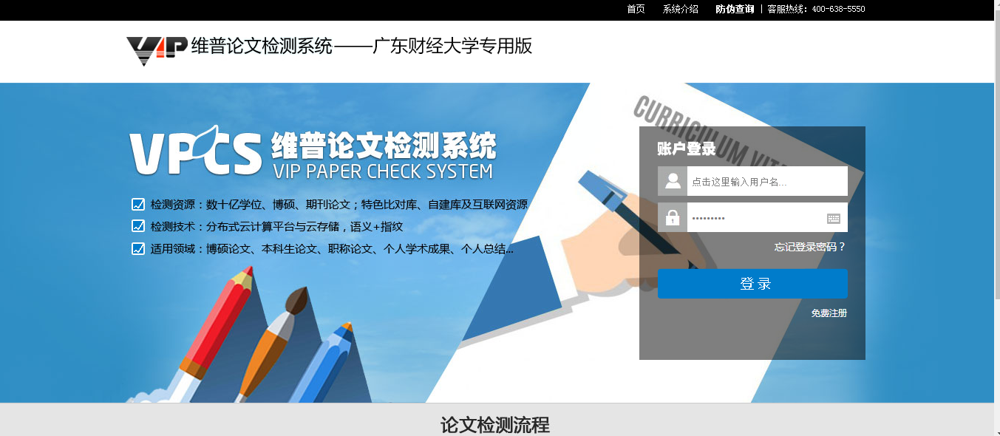 首页 系统介绍 防伪查询 | 客服热线：400-638-5550
VIP 维普论文检测系统——广东财经大学专用版
CURRICULUM VITA
VPCS 维普论文检测系统
VIP PAPER CHECK SYSTEM
检测资源：数十亿学位、博硕、期刊论文；特色比对库、自建库及互联网资源
检测技术：分布式云计算平台与云存储，语义+指纹
适用领域：博硕论文、本科生论文、职称论文、个人学术成果、个人总结...
账户登录
点击这里输入用户名...
•••••••••
忘记登录密码？
登 录
免费注册
论文检测流程